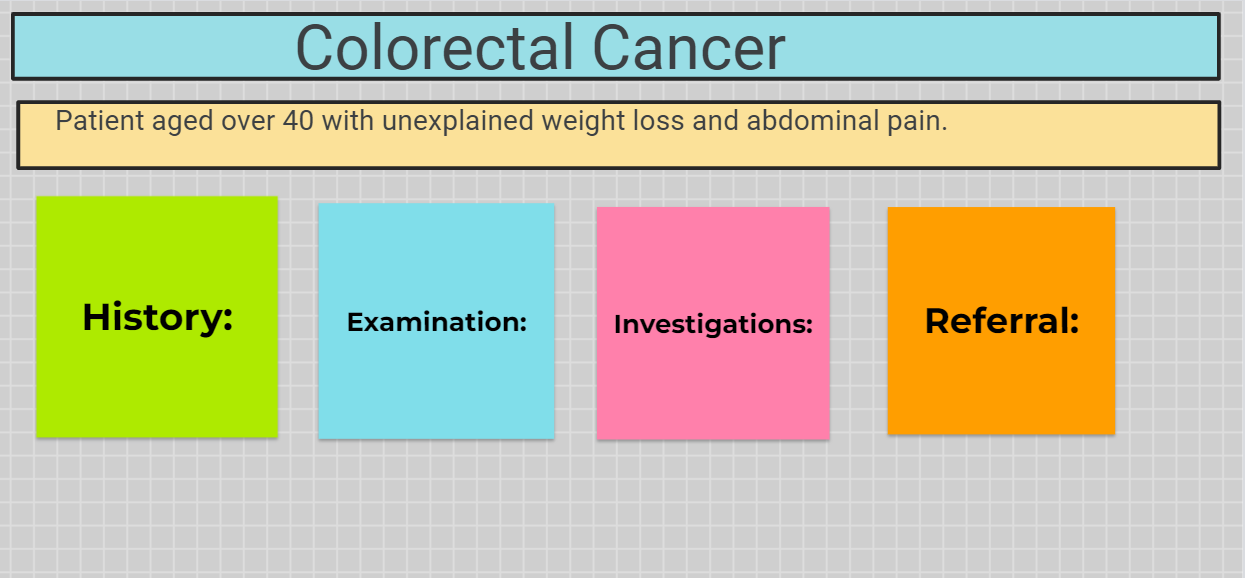 Colorectal Cancer
Patient aged over 40 with unexplained weight loss and abdominal pain.
History:
Examination:
Investigations:
Referral: